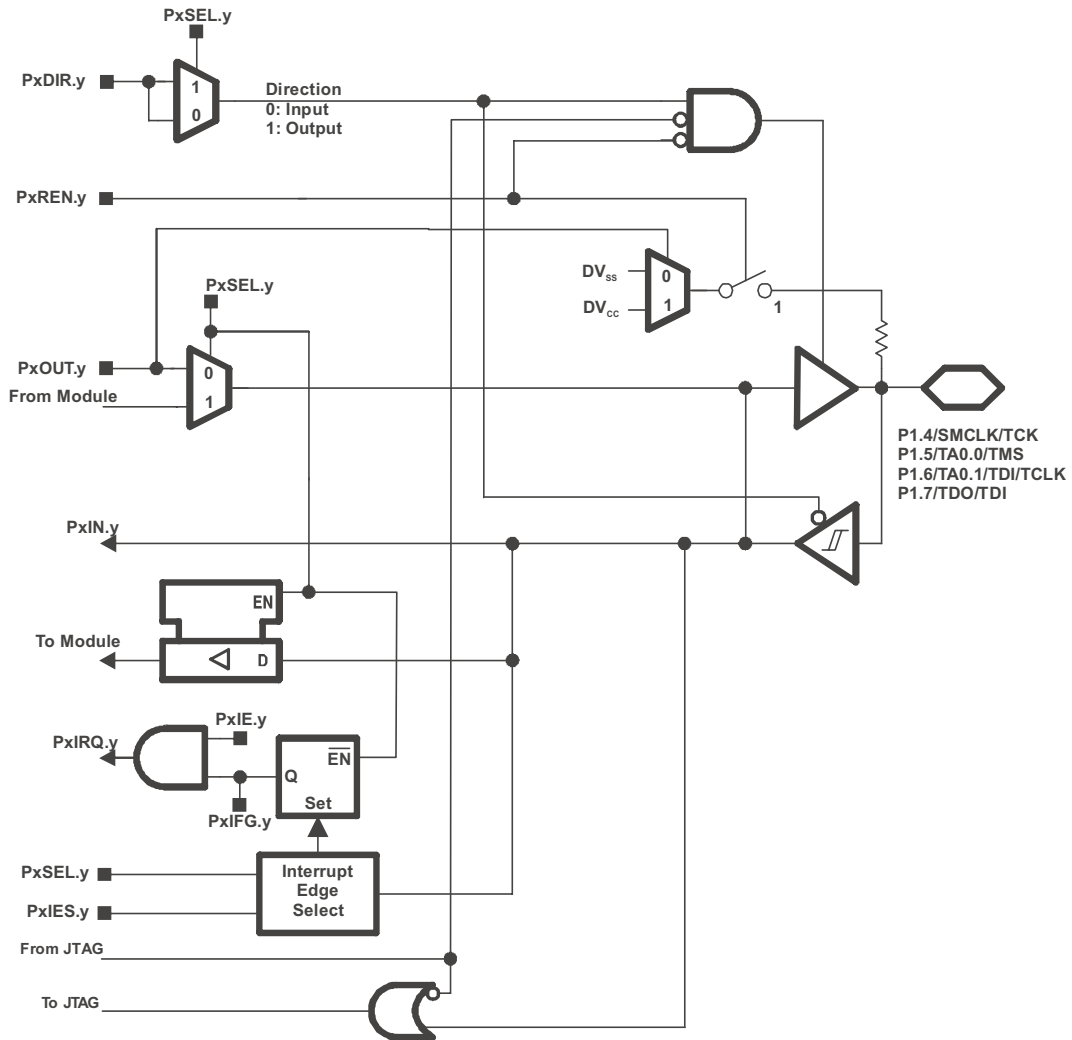 PxSEL.y
PxDIR.y
1
0
Direction
0: Input
1: Output
PxREN.y
DVSS
0
DVCC
1
1
PxSEL.y
PxOUT.y
0
From Module
1
P1.4/SMCLK/TCK
P1.5/TA0.0/TMS
P1.6/TA0.1/TDI/TCLK
P1.7/TDO/TDI
PxIN.y
EN
To Module
D
PxIE.y
PxIRQ.y
EN
Q
Set
PxIFG.y
PxSEL.y
Interrupt
Edge
Select
PxIES.y
From JTAG
To JTAG